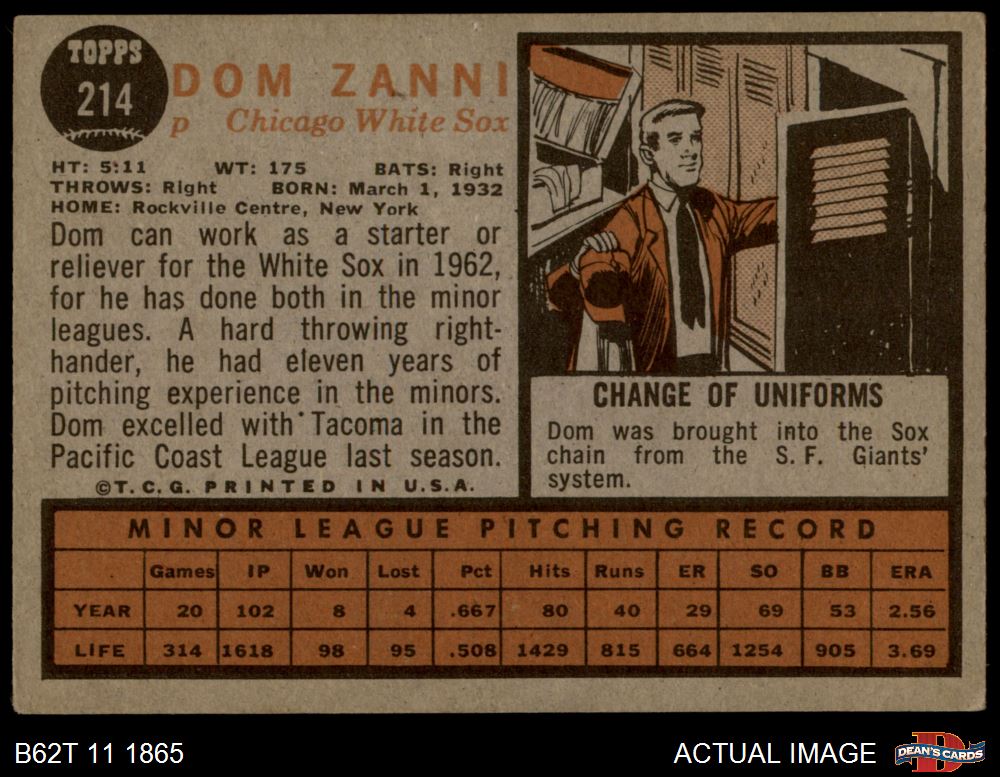 TOPPS
214
DOM ZANNI
p Chicago White Sox
HT: 5:11 WT: 175 BATS: Right
THROWS: Right BORN: March 1, 1932
HOME: Rockville Centre, New York
Dom can work as a starter or
reliever for the White Sox in 1962,
for he has done both in the minor
leagues. A hard throwing right-
hander, he had eleven years of
pitching experience in the minors.
Dom excelled with Tacoma in the
Pacific Coast League last season.
©T.C.G. PRINTED IN U.S.A.
CHANGE OF UNIFORMS
Dom was brought into the Sox
chain from the S.F. Giants'
system.
MINOR LEAGUE PITCHING RECORD
Games IP Won Lost Pct Hits Runs ER SO BB ERA
YEAR 20 102 8 4 .667 80 40 29 69 53 2.56
LIFE 314 1618 98 95 .508 1429 815 664 1254 905 3.69
B62T 11 1865 ACTUAL IMAGE DEAN'S CARDS